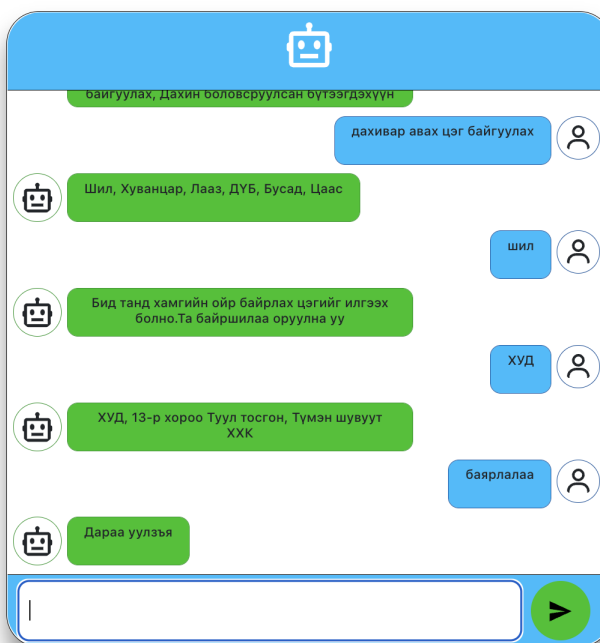 байгуулах, Дахин боловсруулсан бүтээгдэхүүн
дахивар авах цэг байгуулах
Шил, Хуванцар, Лааз, ДҮБ, Бусад, Цаас
шил
Бид танд хамгийн ойр байрлах цэгийг илгээх
болно.Та байршилаа оруулна уу
ХУД
ХУД, 13-р хороо Туул тосгон, Түмэн шувуут
ХХК
баярлалаа
Дараа уулзъя